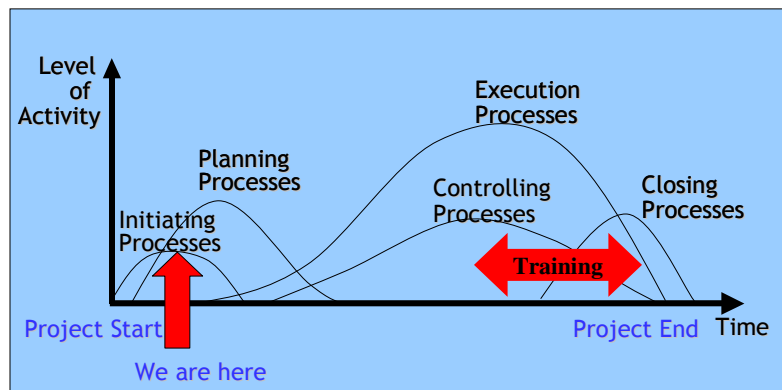 Level
of
Activity
Execution
Processes
Planning
Processes
Controlling
Processes
Closing
Processes
Initiating
Processes
Training
Project Start
Project End
Time
We are here